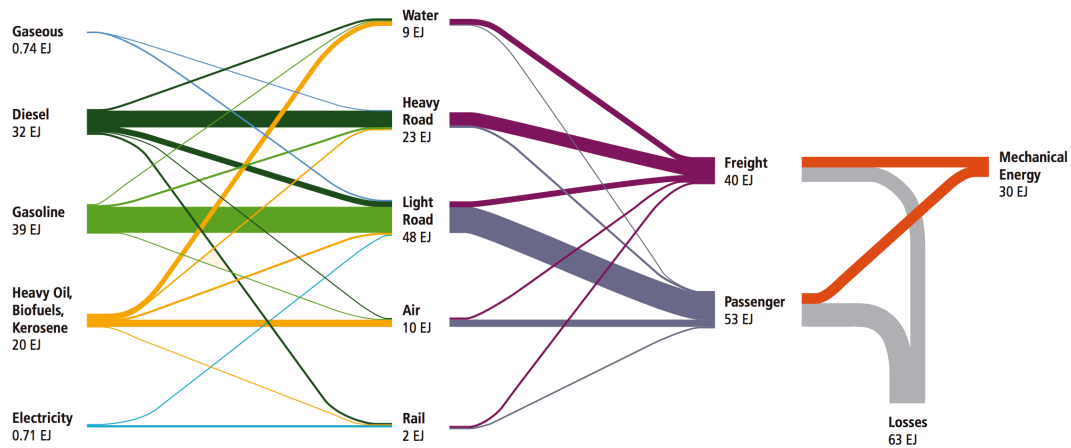 Gaseous
0.74 EJ
Diesel
32 EJ
Gasoline
39 EJ
Heavy Oil,
Biofuels,
Kerosene
20 EJ
Electricity
0.71 EJ
Water
9 EJ
Heavy
Road
23 EJ
Light
Road
48 EJ
Air
10 EJ
Rail
2 EJ
Freight
40 EJ
Passenger
53 EJ
Mechanical
Energy
30 EJ
Losses
63 EJ